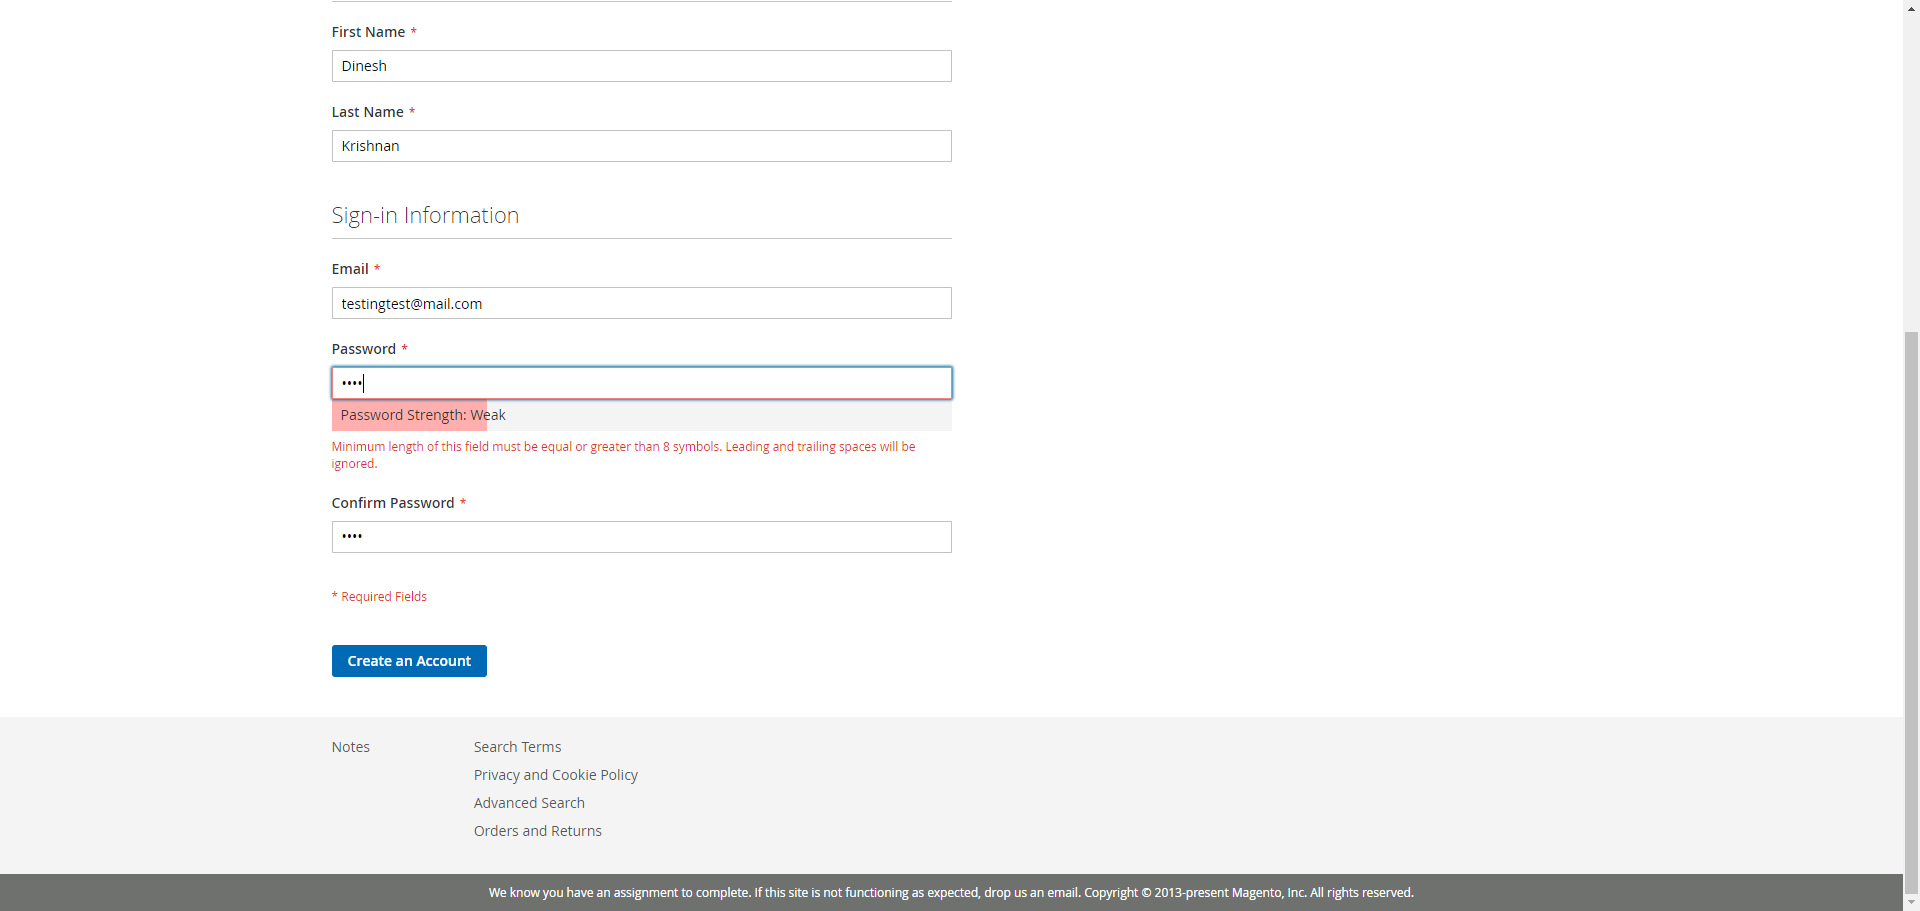 First Name *
Dinesh
Last Name *
Krishnan
Sign-in Information
Email *
testingtest@mail.com
Password *
••••
Password Strength: Weak
Minimum length of this field must be equal or greater than 8 symbols. Leading and trailing spaces will be
ignored.
Confirm Password *
••••
* Required Fields
Create an Account
Notes
Search Terms
Privacy and Cookie Policy
Advanced Search
Orders and Returns
We know you have an assignment to complete. If this site is not functioning as expected, drop us an email. Copyright © 2013-present Magento, Inc. All rights reserved.